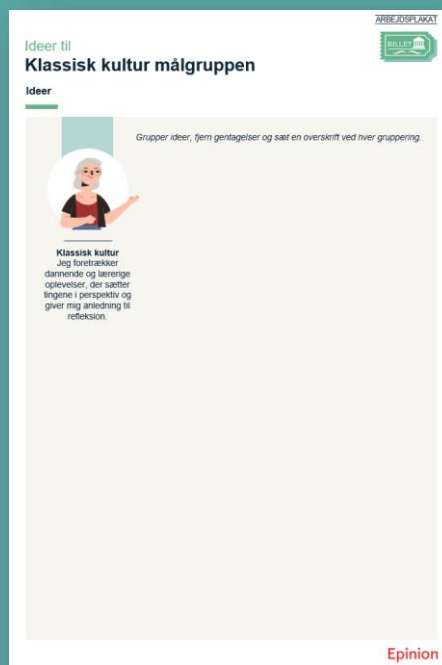 ARBEJDSPLAKAT
BILLET
Ideer til
Klassisk kultur målgruppen
Ideer
Grupper ideer, fjern gentagelser og sæt en overskrift ved hver gruppering.
Klassisk kultur
Jeg foretrækker
dannende og lærerige
oplevelser, der sætter
tingene i perspektiv og
giver mig anledning til
refleksion.
Epinion